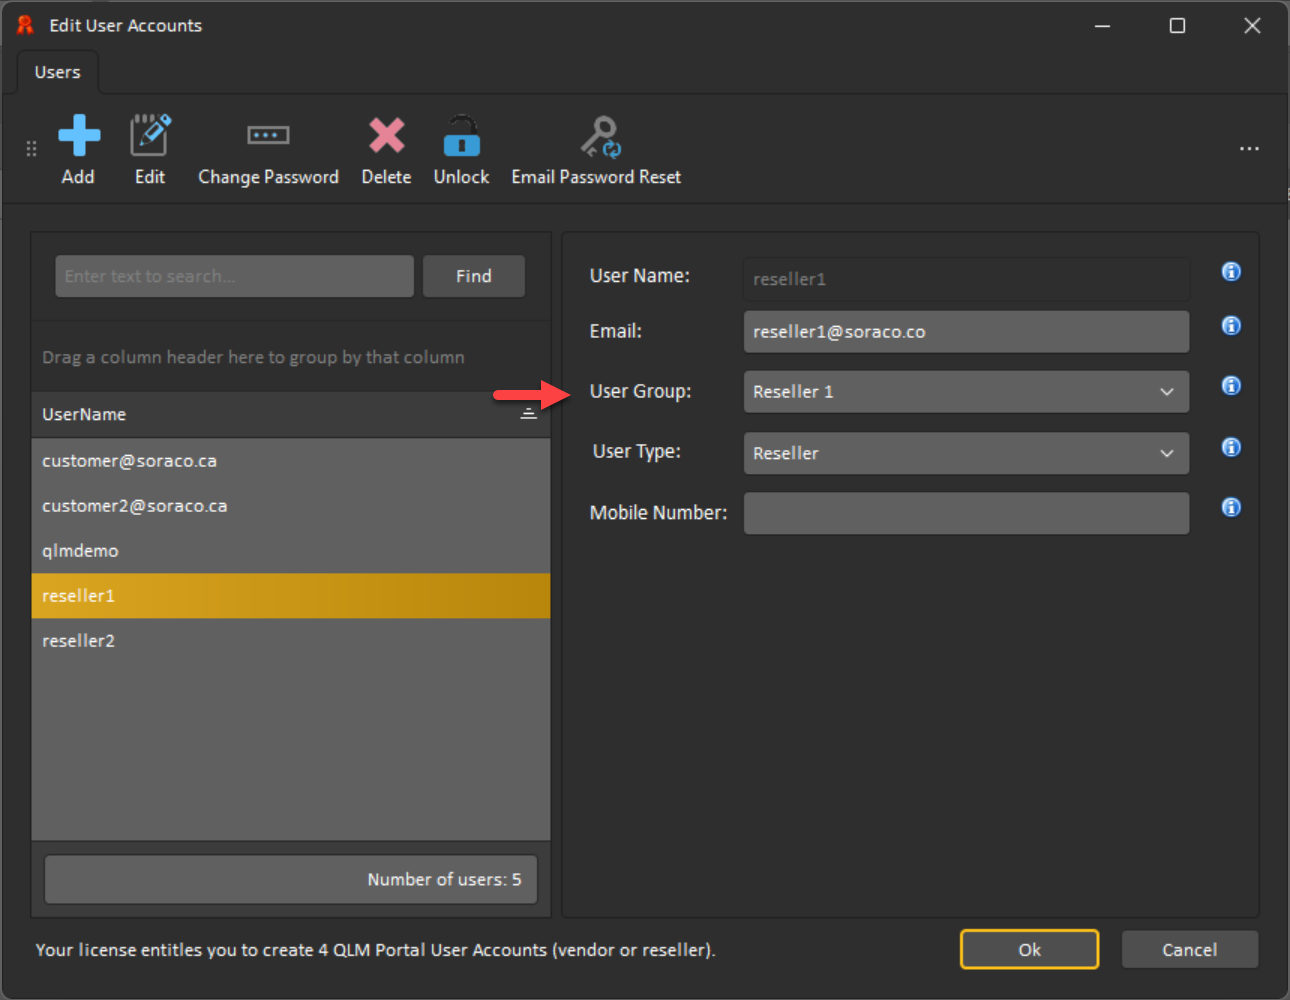 Edit User Accounts
Users
Add
Edit
Change Password
Delete
Unlock
Email Password Reset
Enter text to search...
Find
Drag a column header here to group by that column
UserName
customer@soraco.ca
customer2@soraco.ca
qlmdemo
reseller1
reseller2
Number of users: 5
User Name:
reseller1
Email:
reseller1@soraco.co
User Group:
Reseller 1
User Type:
Reseller
Mobile Number:
Your license entitles you to create 4 QLM Portal User Accounts (vendor or reseller).
Ok
Cancel